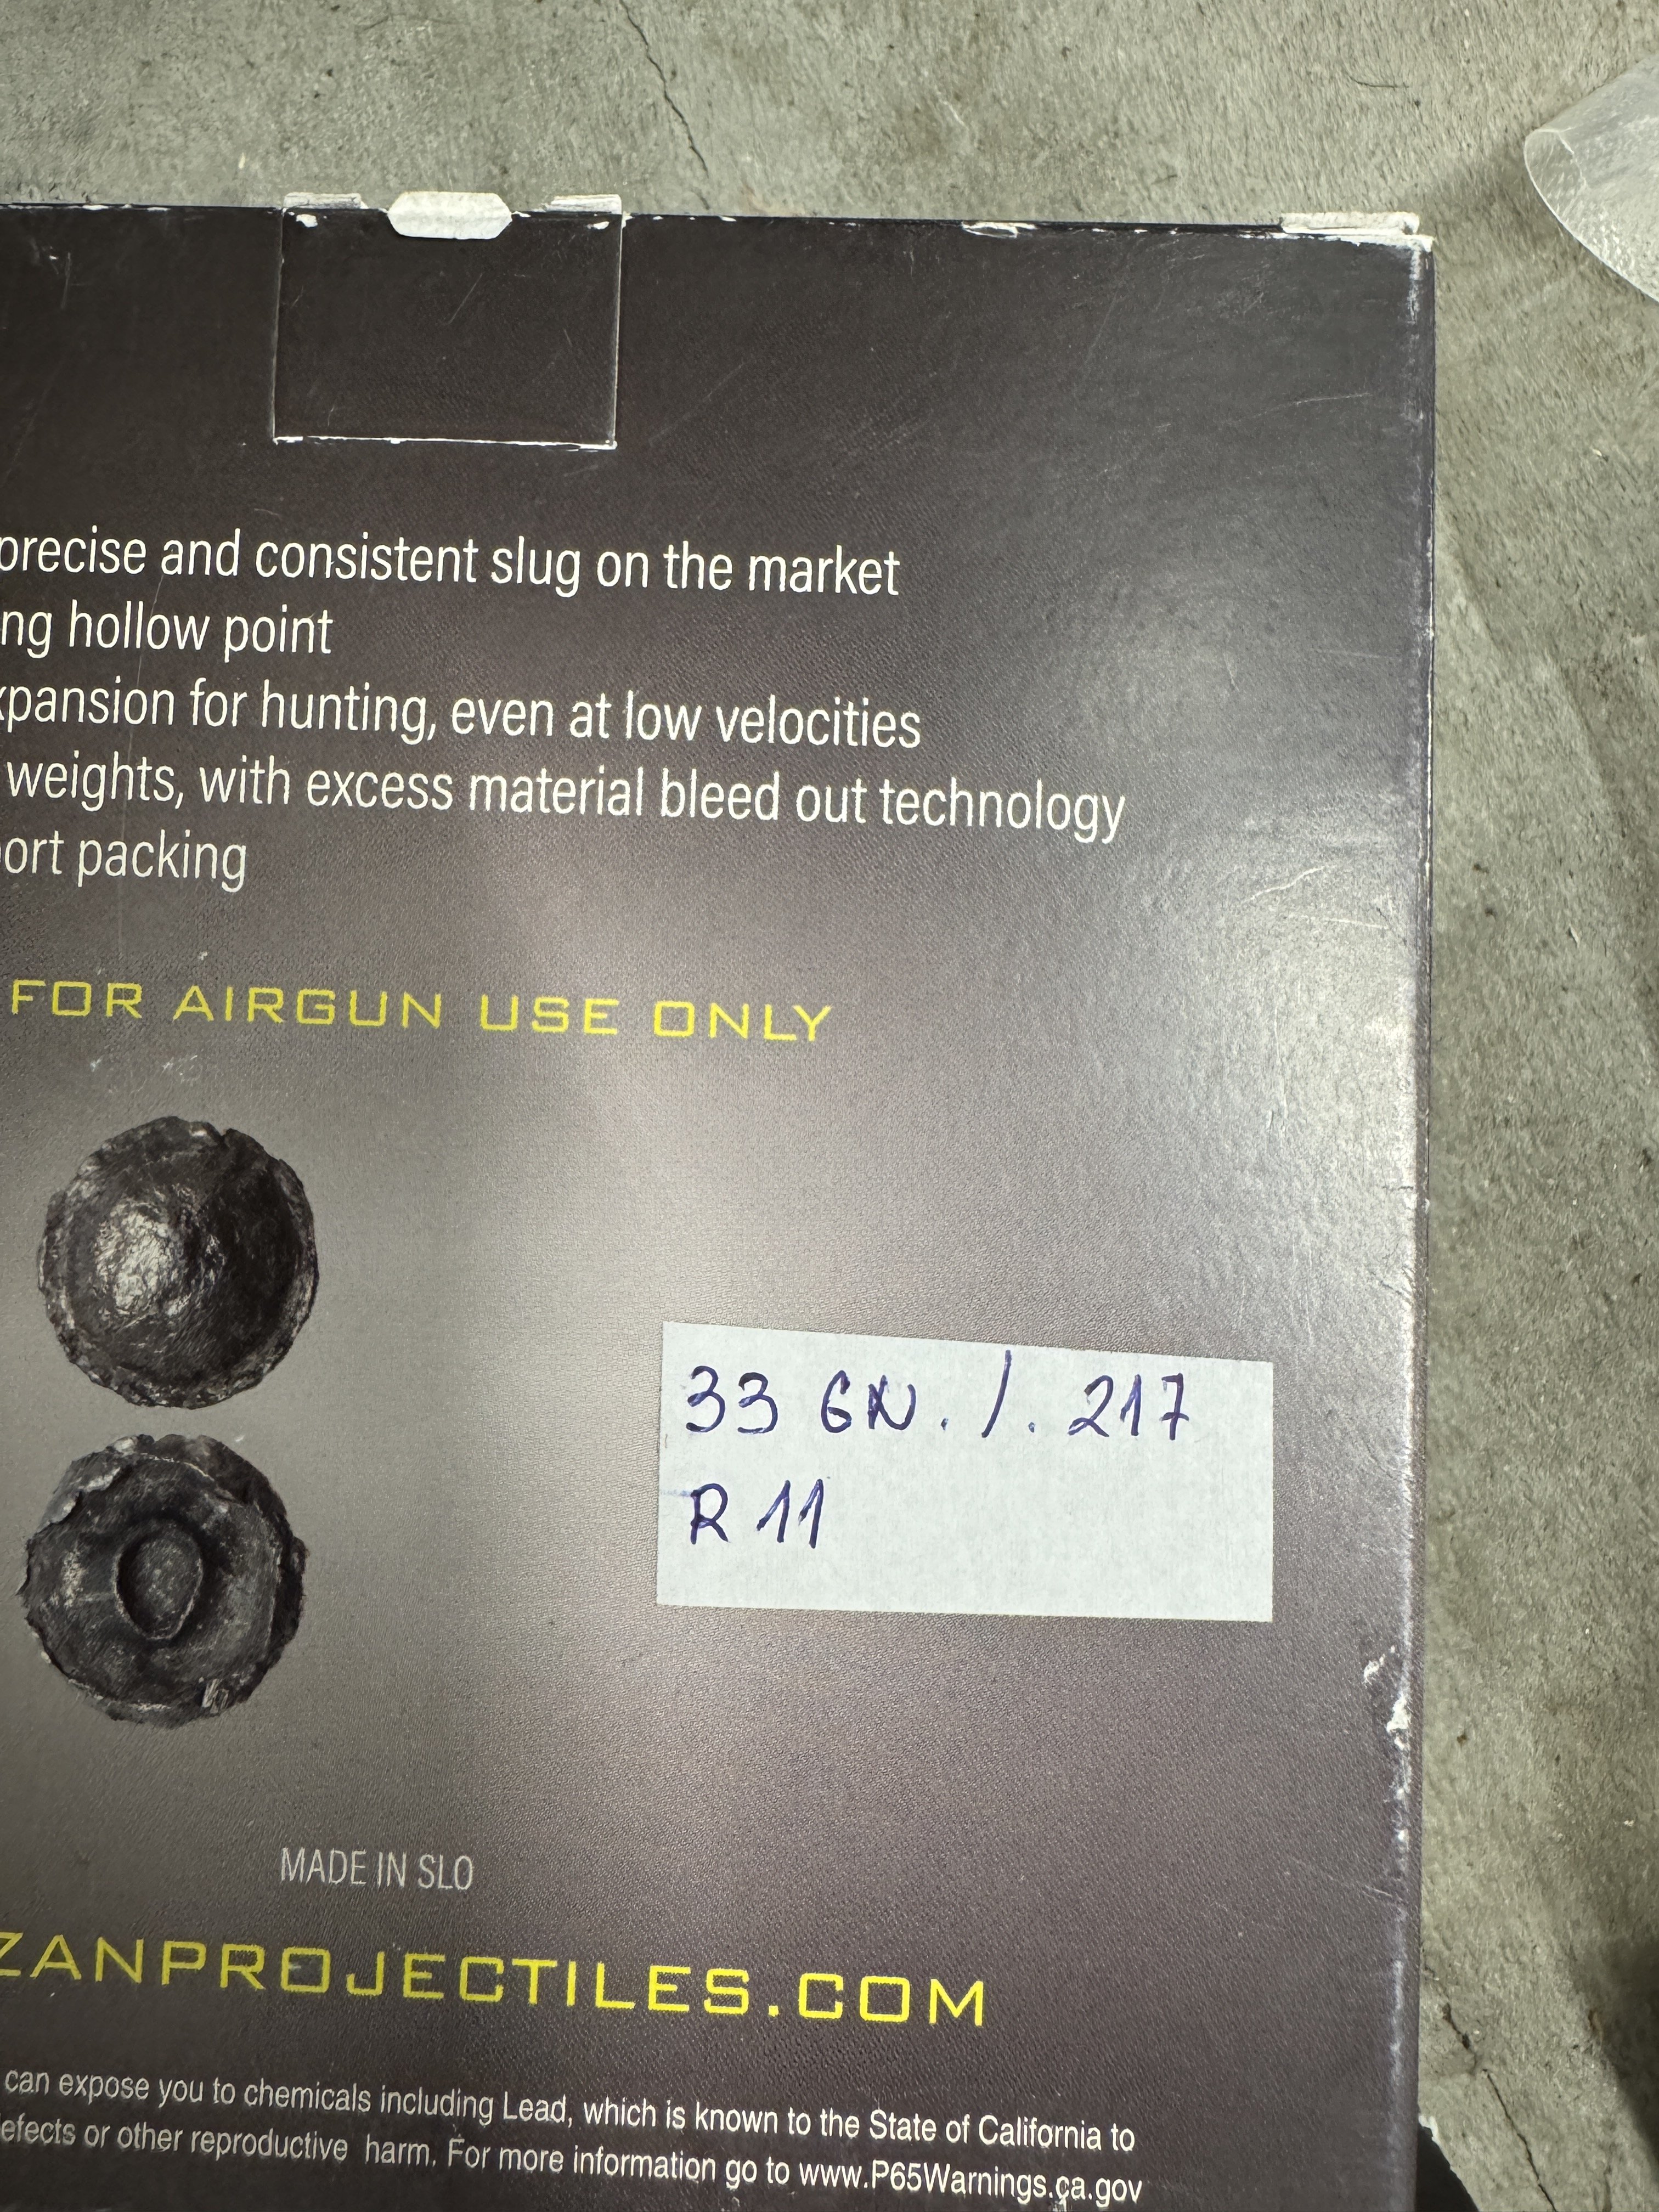 precise and consistent slug on the market
ng hollow point
xpansion for hunting, even at low velocities
weights, with excess material bleed out technology
ort packing
FOR AIRGUN USE ONLY
33 GN. /. 217
R 11
MADE IN SLO
ZANPROJECTILES.COM
can expose you to chemicals including Lead, which is known to the State of California to
efects or other reproductive harm. For more information go to www.P65Warnings.ca.gov